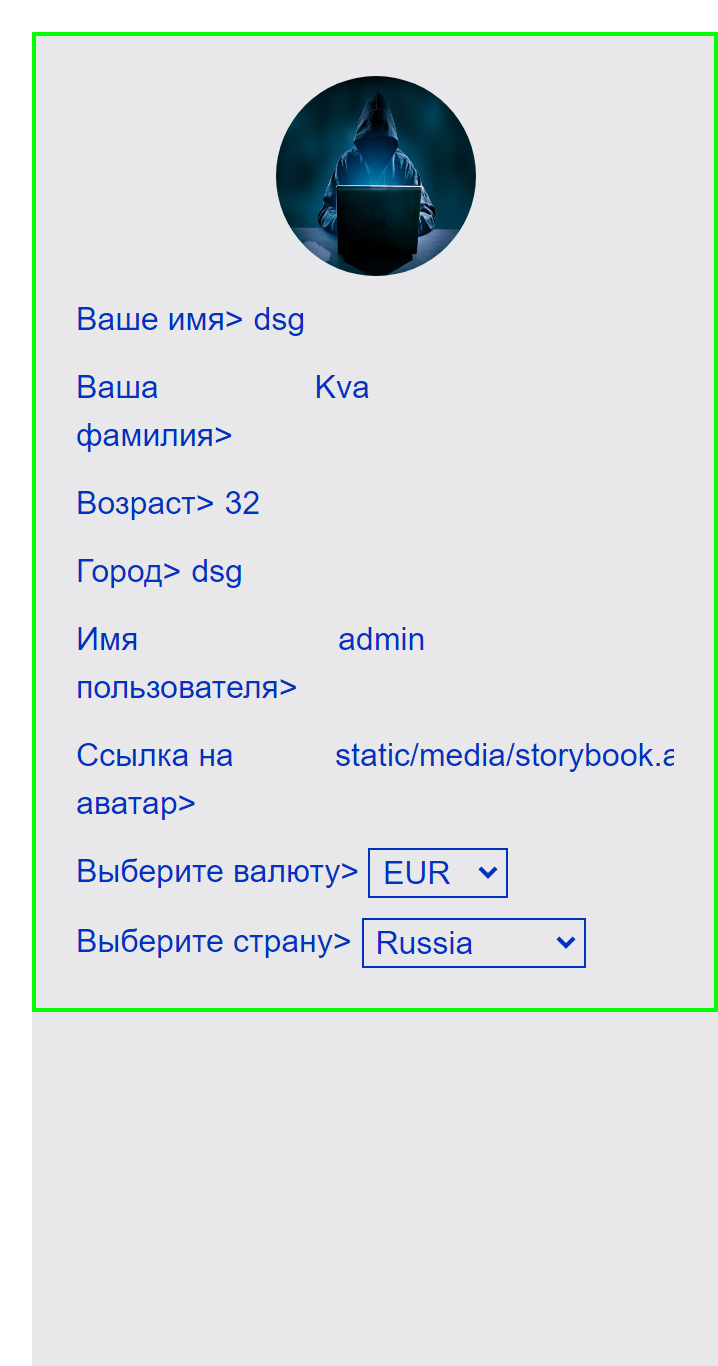 Ваше имя> dsg
Ваша Kva
фамилия>
Возраст> 32
Город> dsg
Имя admin
пользователя>
Ссылка на static/media/storybook.a
аватар>
Выберите валюту> EUR
Выберите страну> Russia